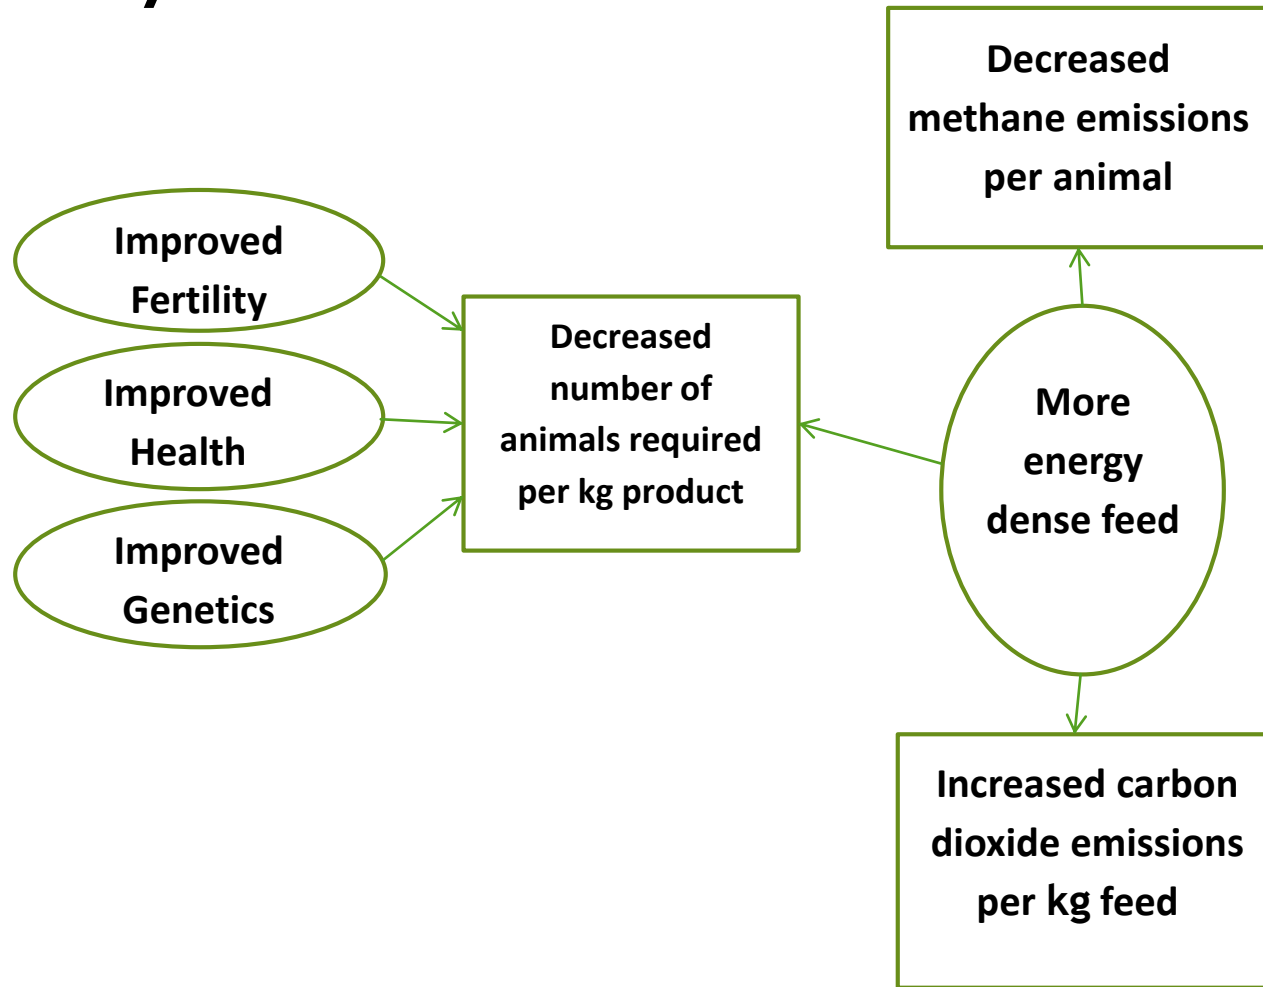 Decreased
methane emissions
per animal
Improved
Fertility
Improved
Health
Improved
Genetics
Decreased
number of
animals required
per kg product
More
energy
dense feed
Increased carbon
dioxide emissions
per kg feed